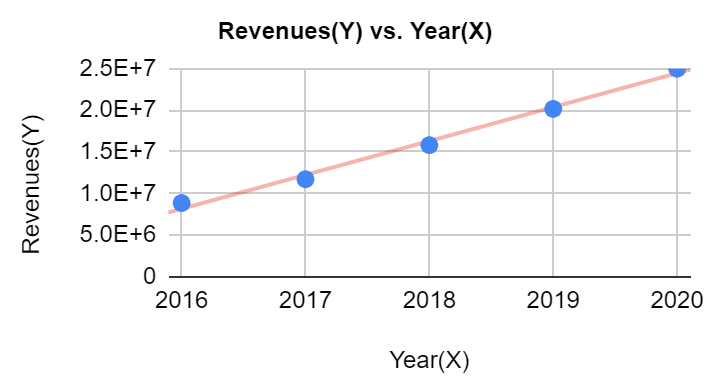 Revenues(Y) vs. Year(X)
2.5E+7
2.0E+7
1.5E+7
1.0E+7
5.0E+6
0
Revenues(Y)
2016 2017 2018 2019 2020
Year(X)